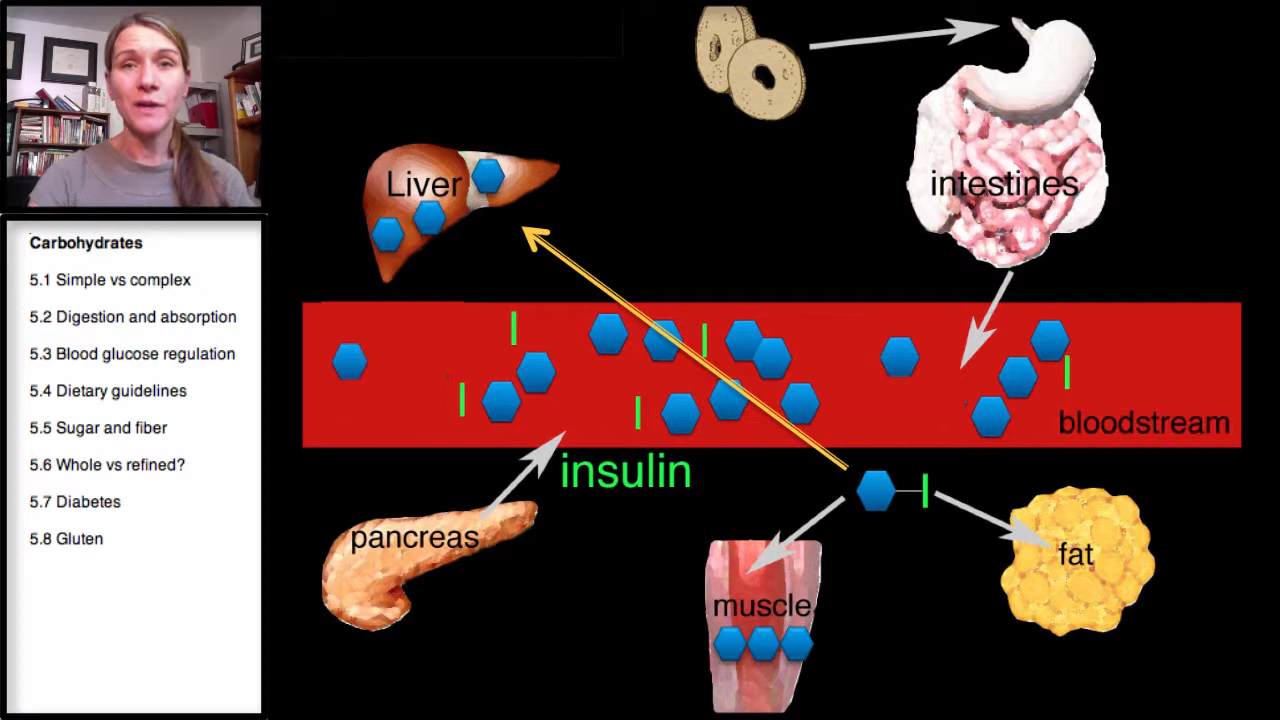 Carbohydrates
5.1 Simple vs complex
5.2 Digestion and absorption
5.3 Blood glucose regulation
5.4 Dietary guidelines
5.5 Sugar and fiber
5.6 Whole vs refined?
5.7 Diabetes
5.8 Gluten
Liver
intestines
bloodstream
insulin
pancreas
fat
muscle